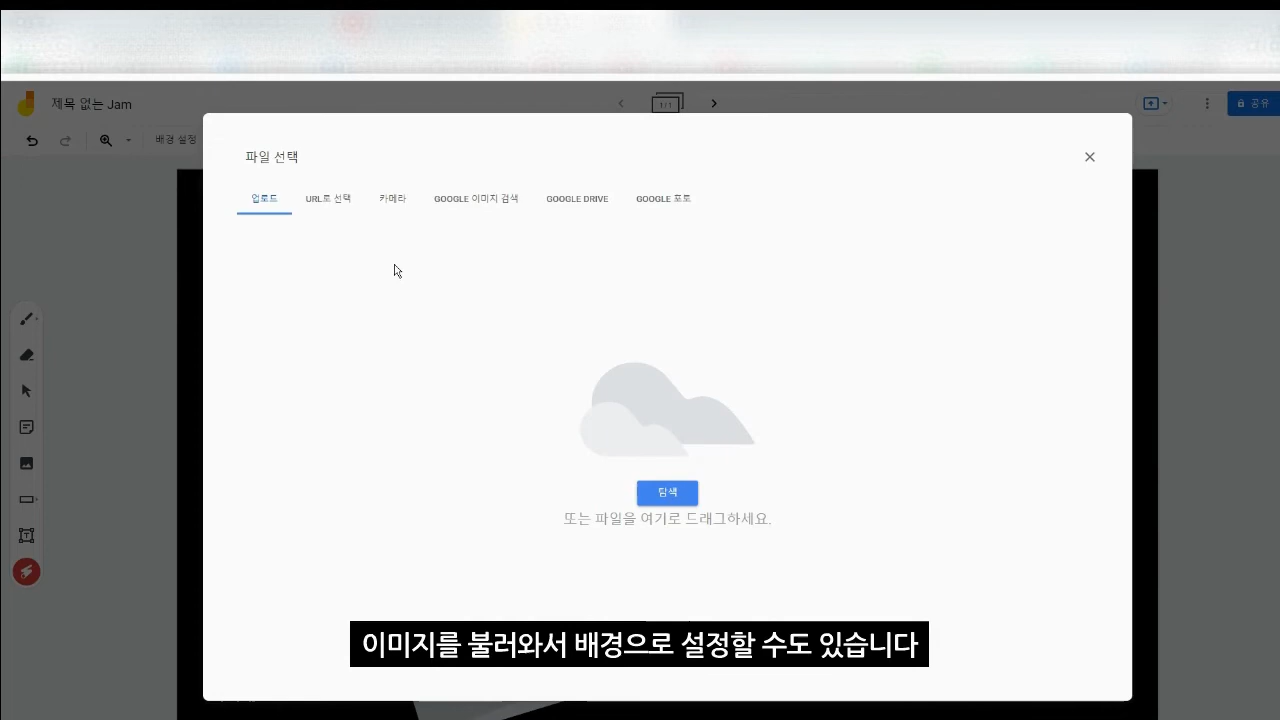 제목 없는 Jam
1/1
공유
배경 설정
파일 선택
업로드 URL로 선택 카메라 GOOGLE 이미지 검색 GOOGLE DRIVE GOOGLE 포토
탐색
또는 파일을 여기로 드래그하세요.
이미지를 불러와서 배경으로 설정할 수도 있습니다